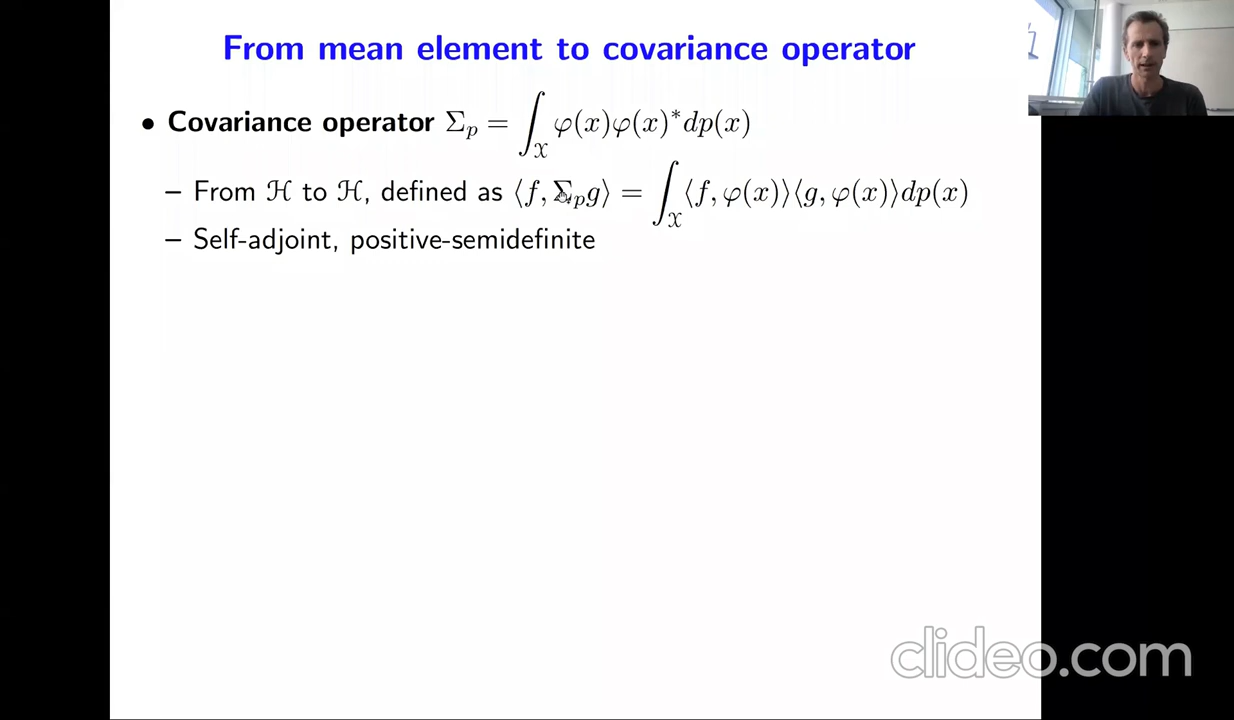 From mean element to covariance operator
• Covariance operator Σ_p = ∫_𝒳 φ(x)φ(x)* dp(x)
– From ℋ to ℋ, defined as ⟨f, Σ_p g⟩ = ∫_𝒳 ⟨f, φ(x)⟩⟨g, φ(x)⟩dp(x)
– Self-adjoint, positive-semidefinite
clideo.com